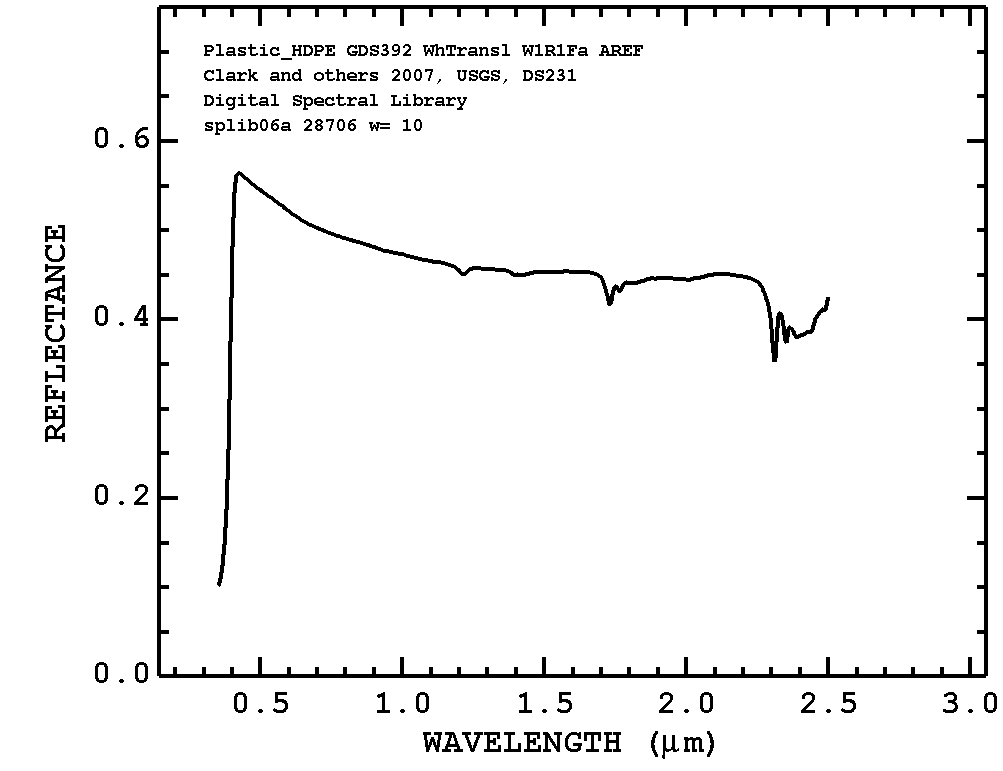 Plastic_HDPE GDS392 WhTransl W1R1Fa AREF
Clark and others 2007, USGS, DS231
Digital Spectral Library
splib06a 28706 w= 10
0.6
0.4
0.2
0.0
REFLECTANCE
0.5 1.0 1.5 2.0 2.5 3.0
WAVELENGTH (μm)